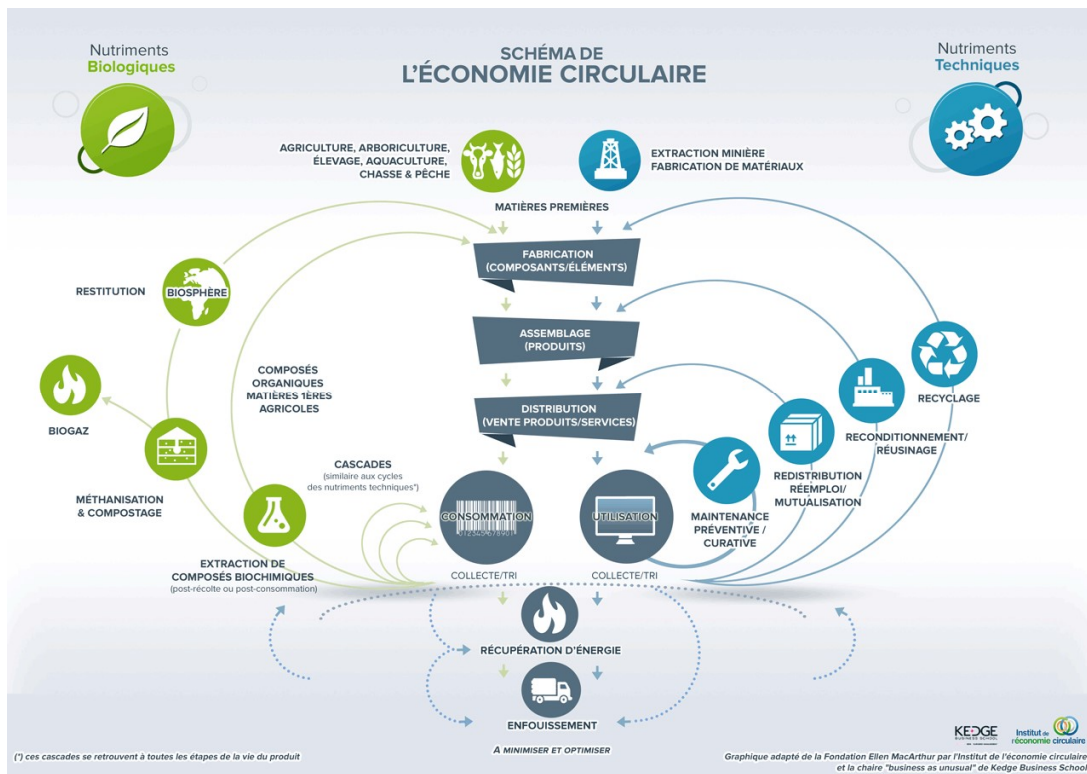 Nutriments
Biologiques
SCHÉMA DE
L'ÉCONOMIE CIRCULAIRE
Nutriments
Techniques
AGRICULTURE, ARBORICULTURE,
ÉLEVAGE, AQUACULTURE,
CHASSE & PÊCHE
EXTRACTION MINIÈRE
FABRICATION DE MATÉRIAUX
MATIÈRES PREMIÈRES
FABRICATION
(COMPOSANTS/ÉLÉMENTS)
RESTITUTION
BIOSPHÈRE
ASSEMBLAGE
(PRODUITS)
COMPOSÉS
ORGANIQUES
MATIÈRES 1ÈRES
AGRICOLES
RECYCLAGE
BIOGAZ
DISTRIBUTION
(VENTE PRODUITS/SERVICES)
RECONDITIONNEMENT/
RÉUSINAGE
CASCADES
(similaire aux cycles
des nutriments techniques*)
REDISTRIBUTION
RÉEMPLOI/
MUTUALISATION
MÉTHANISATION
& COMPOSTAGE
CONSOMMATION
012345 678901
UTILISATION
MAINTENANCE
PRÉVENTIVE /
CURATIVE
EXTRACTION DE
COMPOSÉS BIOCHIMIQUES
(post-récolte ou post-consommation)
COLLECTE/TRI
COLLECTE/TRI
RÉCUPÉRATION D'ÉNERGIE
ENFOUISSEMENT
A MINIMISER ET OPTIMISER
KEDGE
BUSINESS SCHOOL
Institut de
l'économie circulaire
(*) ces cascades se retrouvent à toutes les étapes de la vie du produit
Graphique adapté de la Fondation Ellen MacArthur par l'Institut de l'économie circulaire
et la chaire "business as unusual" de Kedge Business School